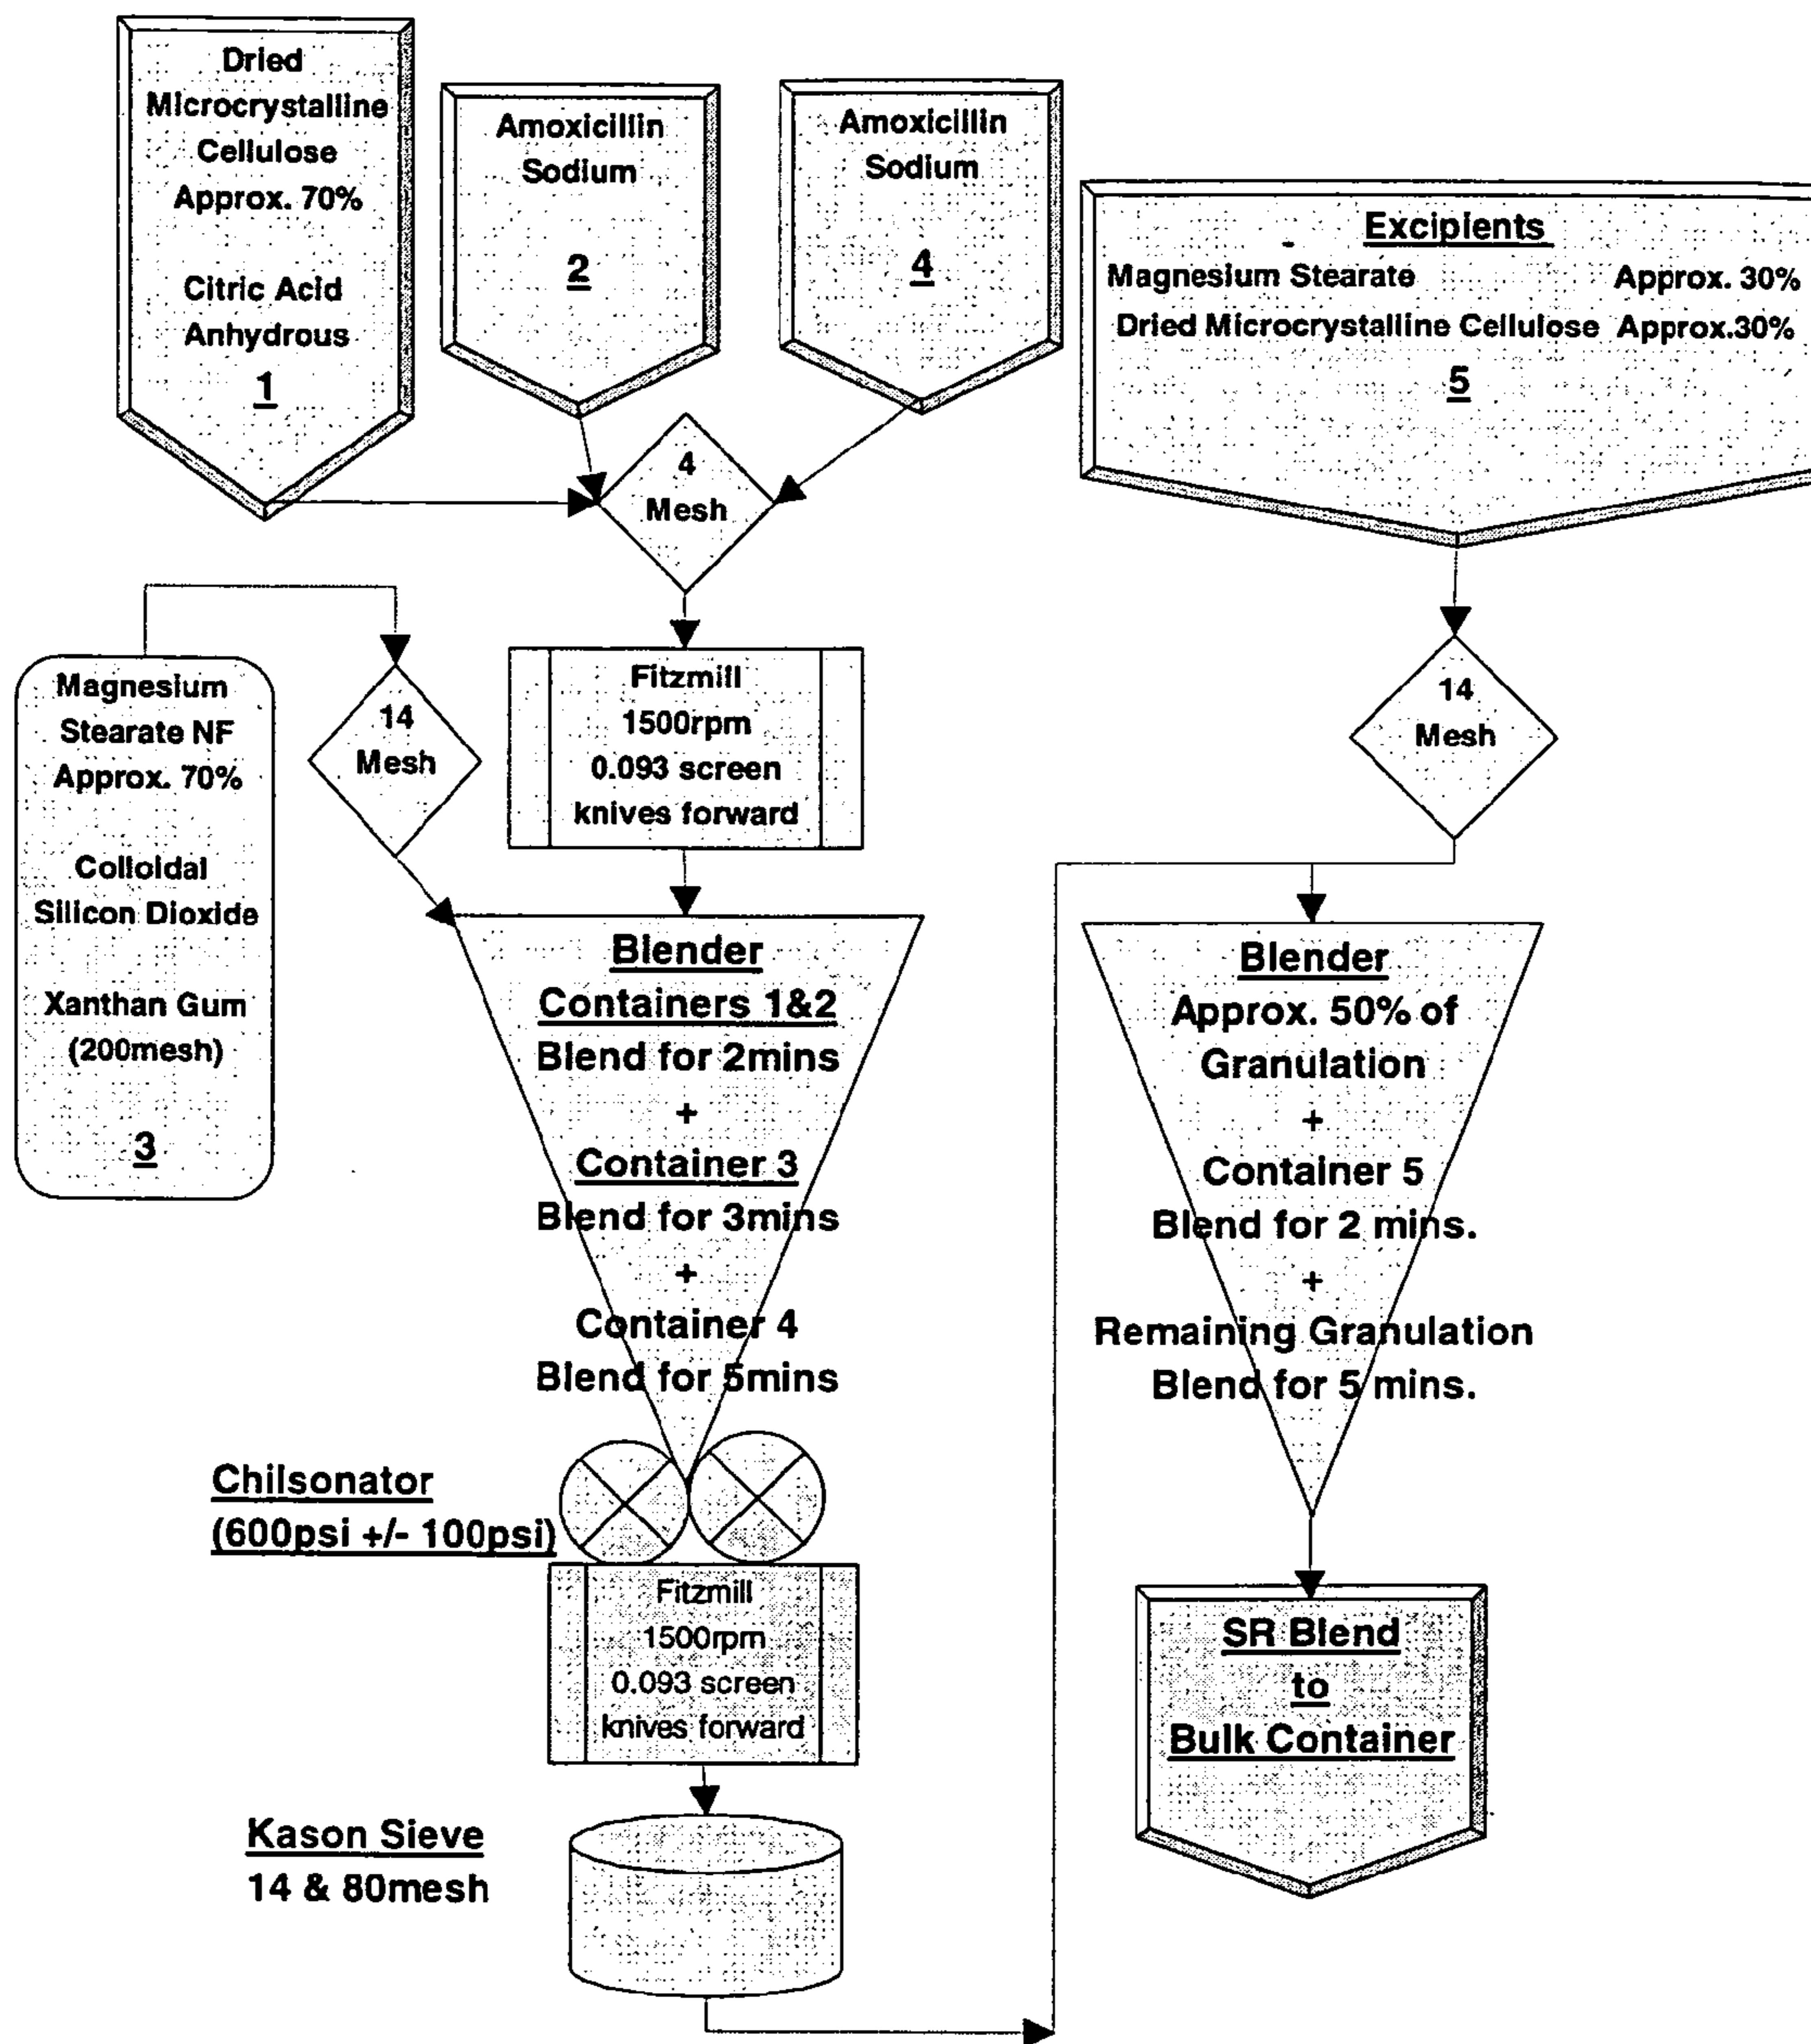 Dried
Microcrystalline
Cellulose
Approx. 70%
Citric Acid
Anhydrous
1
Amoxicillin
Sodium
2
Amoxicillin
Sodium
4
Excipients
Magnesium Stearate Approx. 30%
Dried Microcrystalline Cellulose Approx.30%
5
4
Mesh
Magnesium
Stearate NF
Approx. 70%
Colloidal
Silicon Dioxide
Xanthan Gum
(200mesh)
3
14
Mesh
Fitzmill
1500rpm
0.093 screen
knives forward
14
Mesh
Blender
Containers 1&2
Blend for 2mins
+
Container 3
Blend for 3mins
+
Container 4
Blend for 5mins
Blender
Approx. 50% of
Granulation
+
Container 5
Blend for 2 mins.
+
Remaining Granulation
Blend for 5 mins.
Chilsonator
(600psi +/- 100psi)
Fitzmill
1500rpm
0.093 screen
knives forward
Kason Sieve
14 & 80mesh
SR Blend
to
Bulk Container